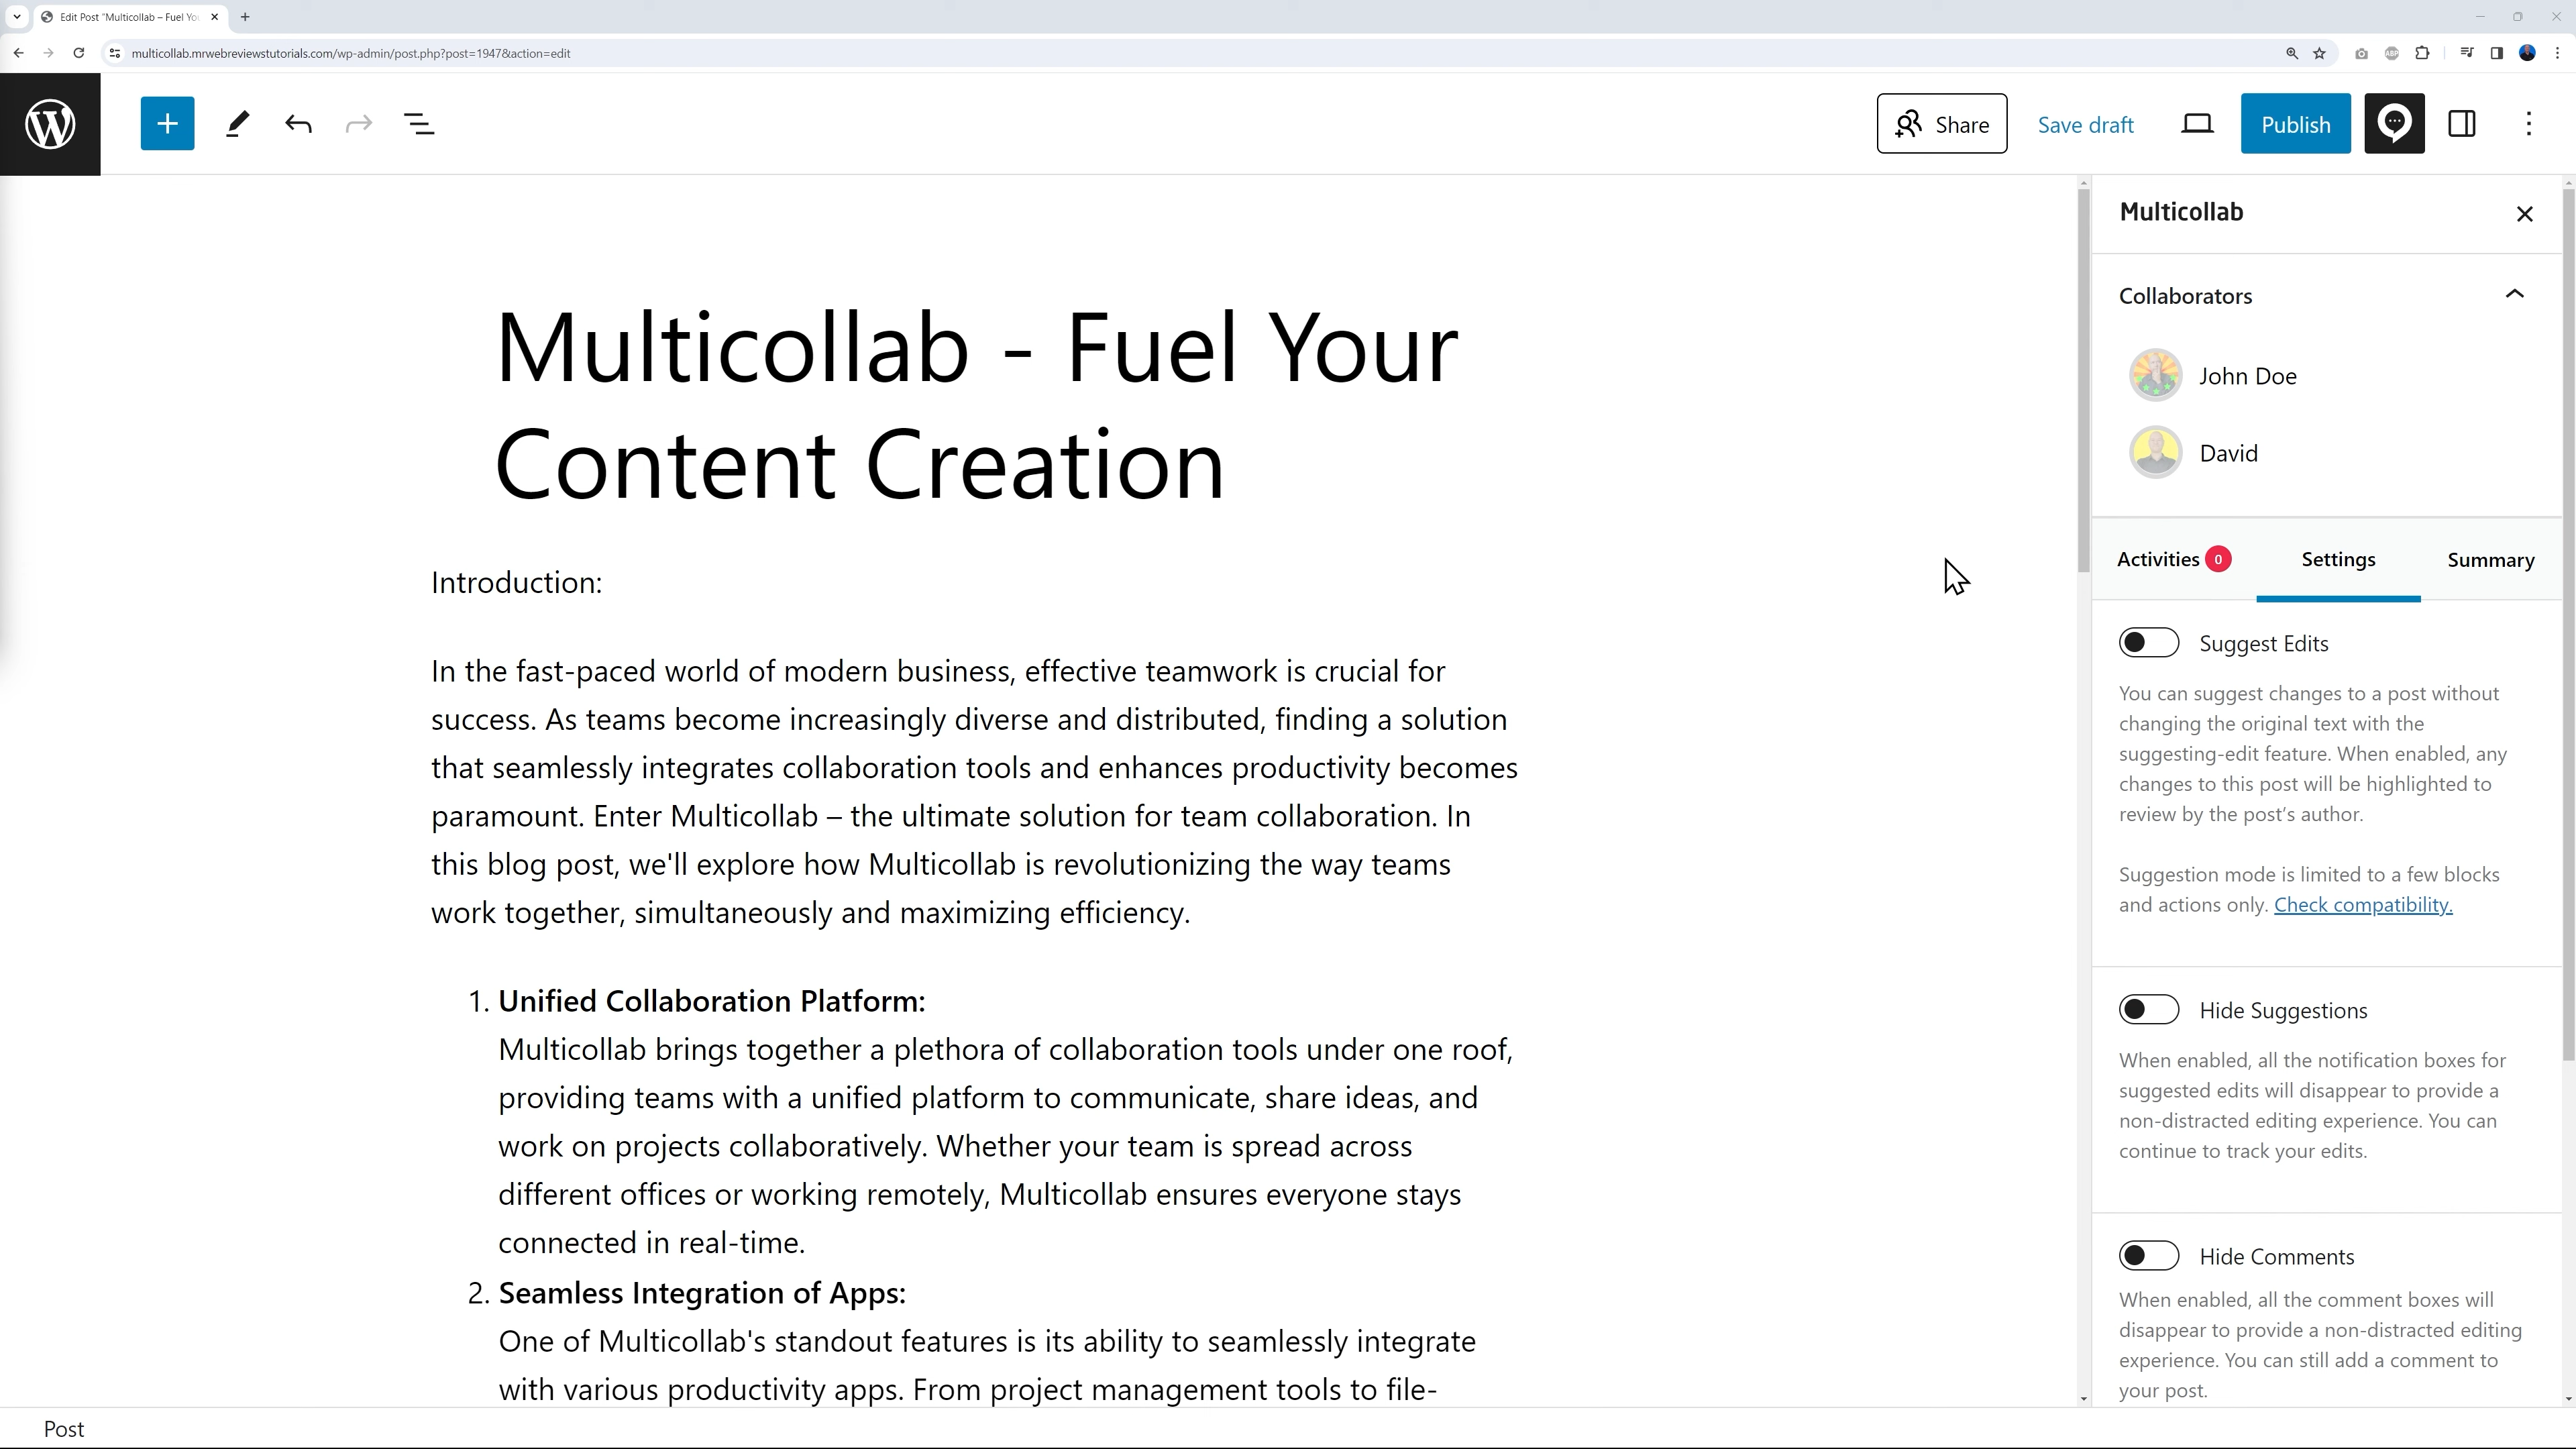 Edit Post "Multicollab – Fuel You
multicollab.mrwebreviewstutorials.com/wp-admin/post.php?post=1947&action=edit
Share
Save draft
Publish
Multicollab - Fuel Your
Content Creation
Introduction:
In the fast-paced world of modern business, effective teamwork is crucial for
success. As teams become increasingly diverse and distributed, finding a solution
that seamlessly integrates collaboration tools and enhances productivity becomes
paramount. Enter Multicollab – the ultimate solution for team collaboration. In
this blog post, we'll explore how Multicollab is revolutionizing the way teams
work together, simultaneously and maximizing efficiency.
1. Unified Collaboration Platform:
Multicollab brings together a plethora of collaboration tools under one roof,
providing teams with a unified platform to communicate, share ideas, and
work on projects collaboratively. Whether your team is spread across
different offices or working remotely, Multicollab ensures everyone stays
connected in real-time.
2. Seamless Integration of Apps:
One of Multicollab's standout features is its ability to seamlessly integrate
with various productivity apps. From project management tools to file-
Multicollab
Collaborators
John Doe
David
Activities 0
Settings
Summary
Suggest Edits
You can suggest changes to a post without
changing the original text with the
suggesting-edit feature. When enabled, any
changes to this post will be highlighted to
review by the post's author.
Suggestion mode is limited to a few blocks
and actions only. Check compatibility.
Hide Suggestions
When enabled, all the notification boxes for
suggested edits will disappear to provide a
non-distracted editing experience. You can
continue to track your edits.
Hide Comments
When enabled, all the comment boxes will
disappear to provide a non-distracted editing
experience. You can still add a comment to
your post.
Post